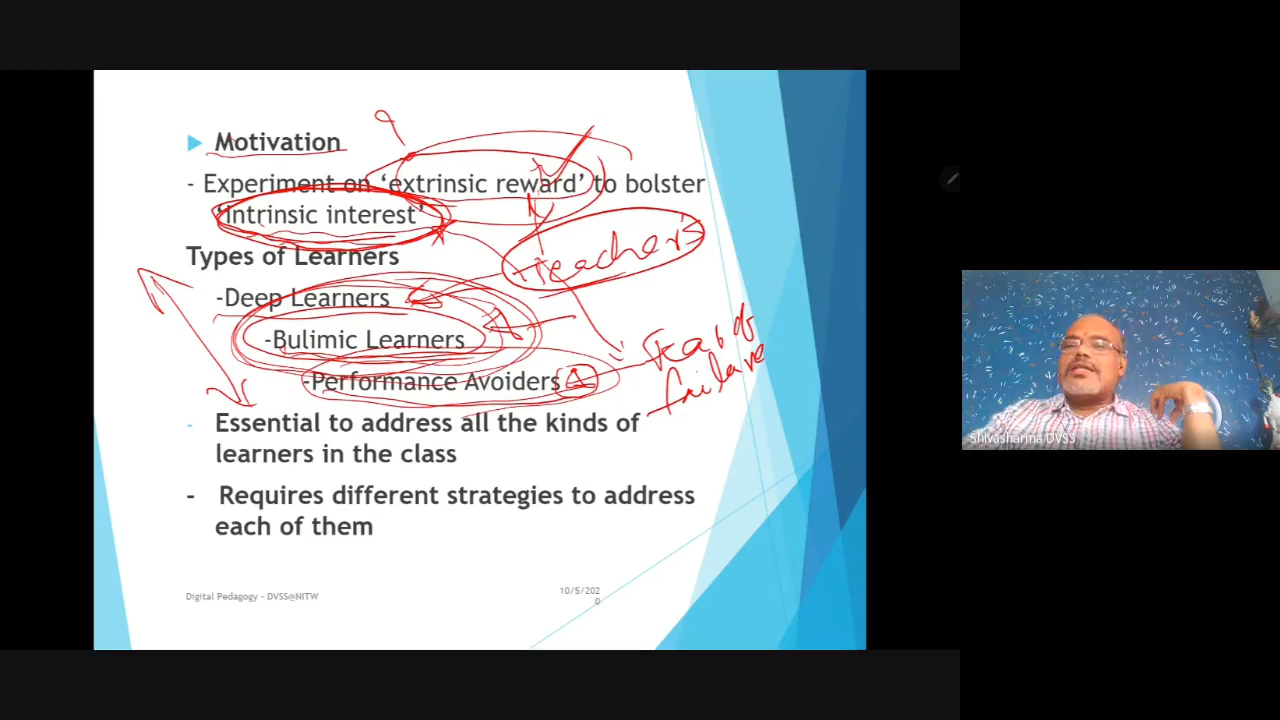 Motivation
- Experiment on ‘extrinsic reward’ to bolster
‘intrinsic interest’
teachers
Types of Learners
-Deep Learners
-Bulimic Learners
Fear of
failure
-Performance Avoiders
- Essential to address all the kinds of
learners in the class
- Requires different strategies to address
each of them
Digital Pedagogy - DVSS@NITW
10/5/202
0
Shivasharma DVSS